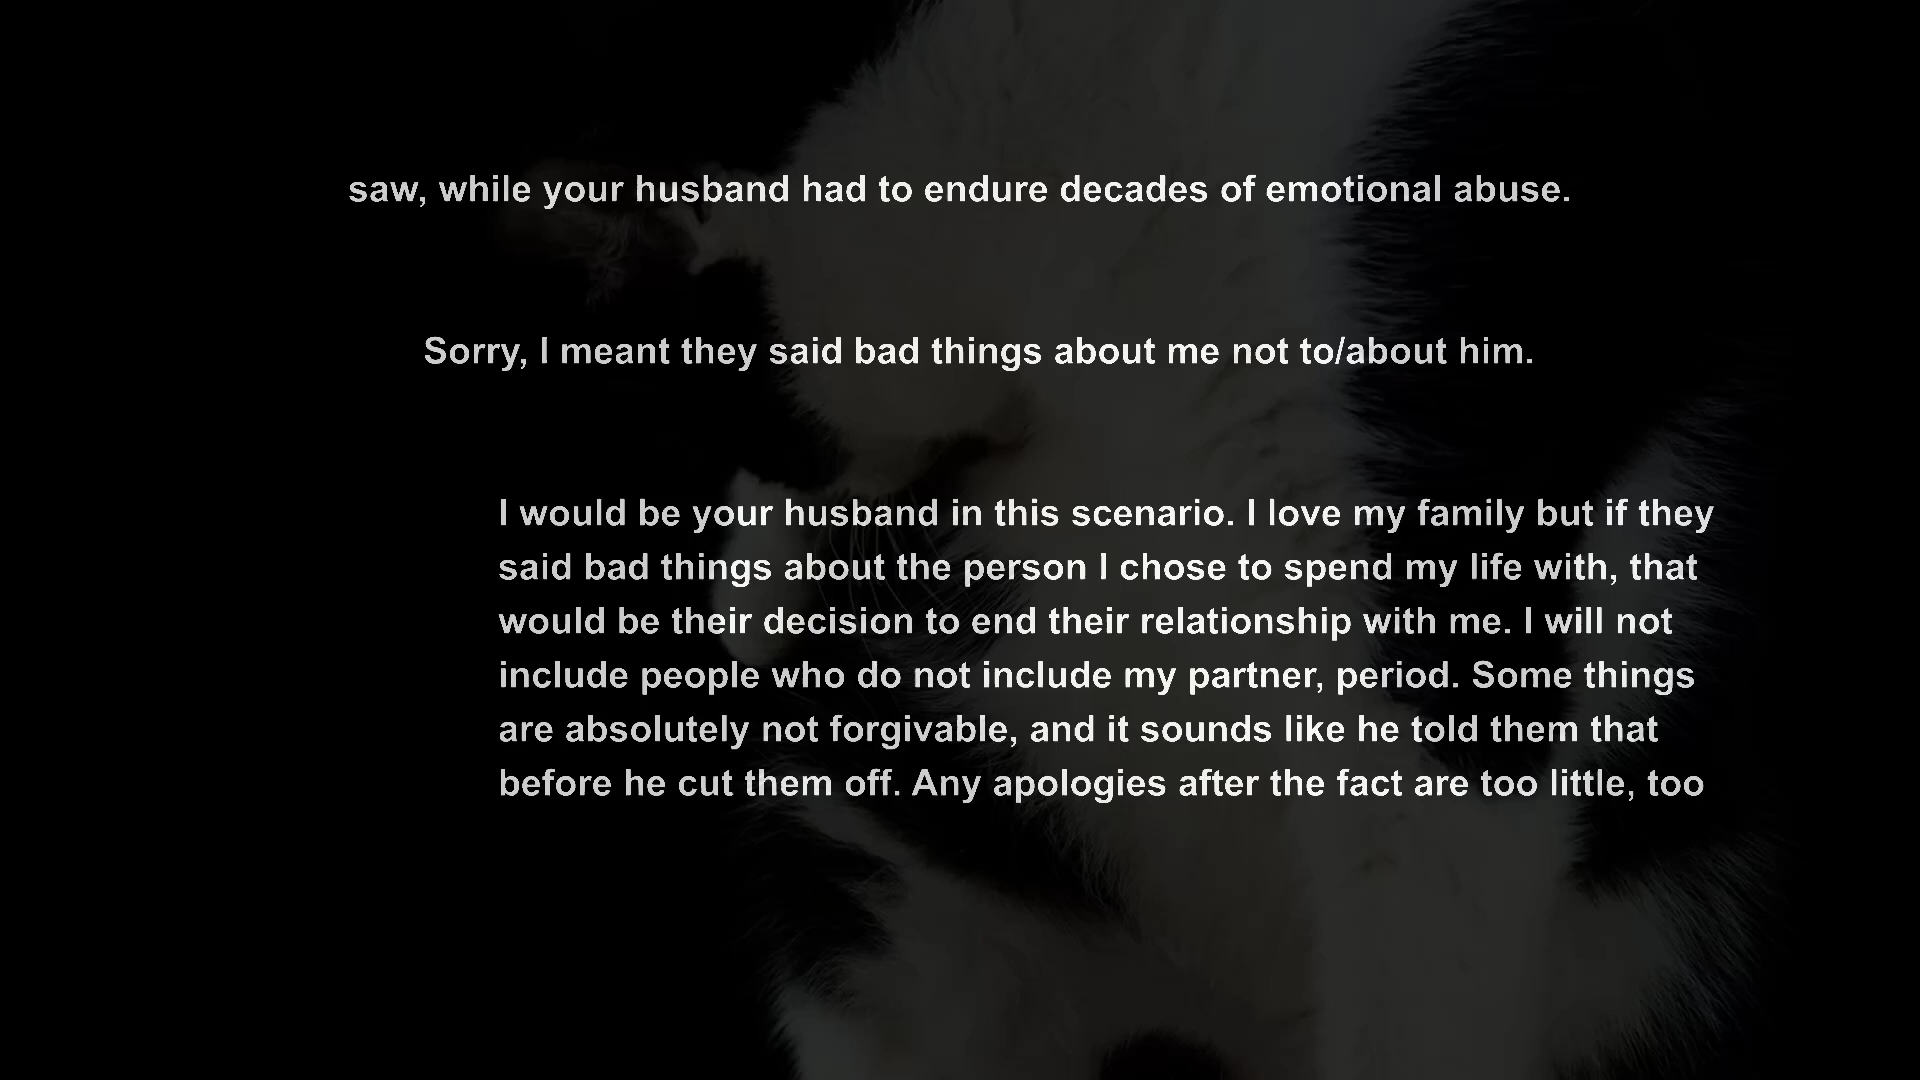 saw, while your husband had to endure decades of emotional abuse.
Sorry, I meant they said bad things about me not to/about him.
I would be your husband in this scenario. I love my family but if they
said bad things about the person I chose to spend my life with, that
would be their decision to end their relationship with me. I will not
include people who do not include my partner, period. Some things
are absolutely not forgivable, and it sounds like he told them that
before he cut them off. Any apologies after the fact are too little, too